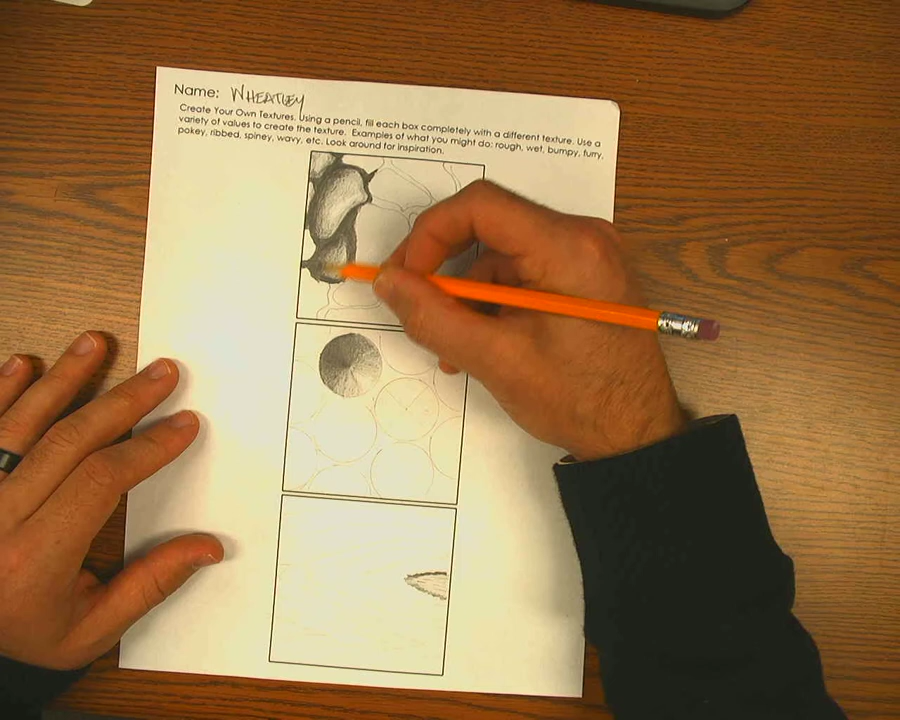 Name: WHEATLEY
Create Your Own Textures. Using a pencil, fill each box completely with a different texture. Use a
variety of values to create the texture. Examples of what you might do: rough, wet, bumpy, furry,
pokey, ribbed, spiney, wavy, etc. Look around for inspiration.